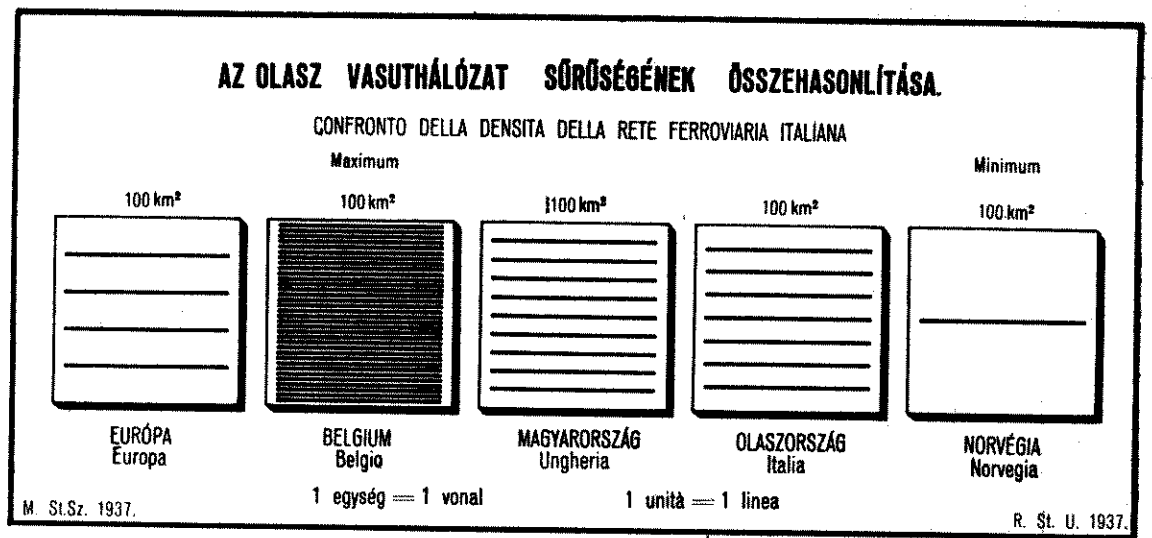 AZ OLASZ VASUTHÁLÓZAT SŰRŰSÉGÉNEK ÖSSZEHASONLÍTÁSA.
CONFRONTO DELLA DENSITA DELLA RETE FERROVIARIA ITALIANA
Maximum Minimum
100 km² 100 km² 100 km² 100 km² 100 km²
EURÓPA BELGIUM MAGYARORSZÁG OLASZORSZÁG NORVÉGIA
Europa Belgio Ungheria Italia Norvegia
1 egység = 1 vonal 1 unità = 1 linea
M. St.Sz. 1937. R. St. U. 1937.